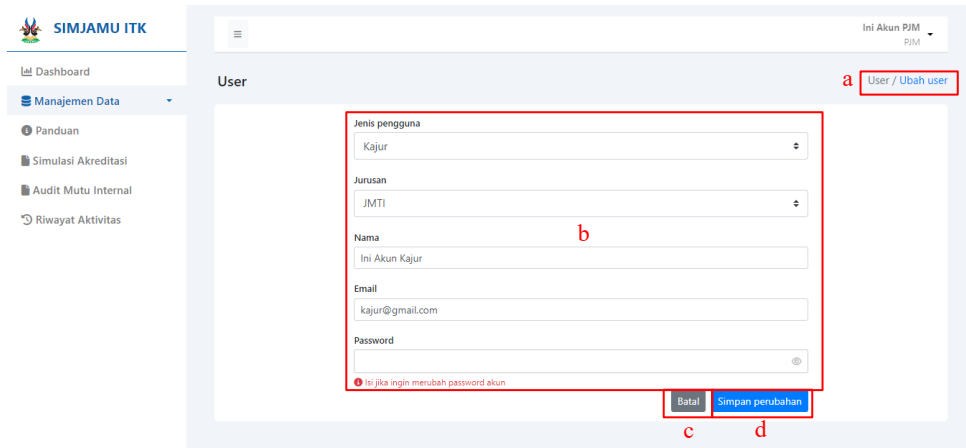 SIMJAMU ITK
Ini Akun PJM
PJM
Dashboard
Manajemen Data
Panduan
Simulasi Akreditasi
Audit Mutu Internal
Riwayat Aktivitas
User
a
User / Ubah user
Jenis pengguna
Kajur
Jurusan
JMTI
b
Nama
Ini Akun Kajur
Email
kajur@gmail.com
Password
Isi jika ingin merubah password akun
Batal
Simpan perubahan
c
d